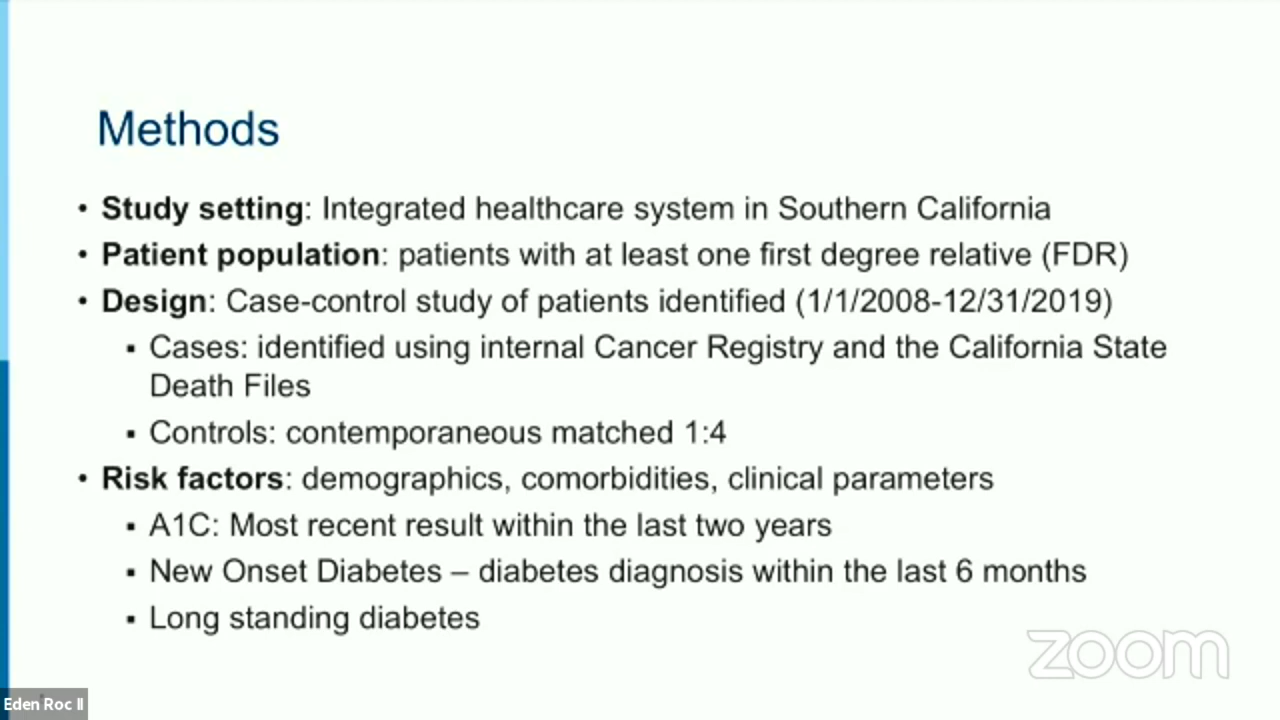 Methods
• Study setting: Integrated healthcare system in Southern California
• Patient population: patients with at least one first degree relative (FDR)
• Design: Case-control study of patients identified (1/1/2008-12/31/2019)
▪ Cases: identified using internal Cancer Registry and the California State
Death Files
▪ Controls: contemporaneous matched 1:4
• Risk factors: demographics, comorbidities, clinical parameters
▪ A1C: Most recent result within the last two years
▪ New Onset Diabetes – diabetes diagnosis within the last 6 months
▪ Long standing diabetes
zoom
Eden Roc II